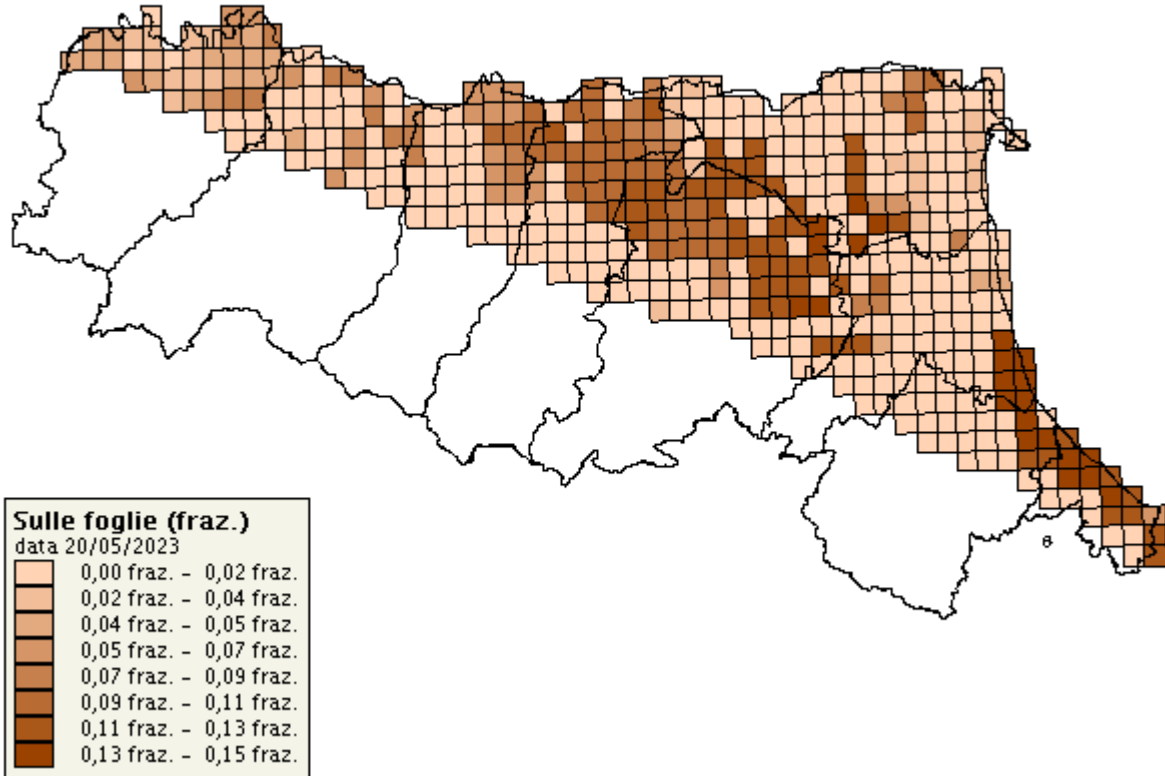 Sulle foglie (fraz.)
data 20/05/2023
0,00 fraz. - 0,02 fraz.
0,02 fraz. - 0,04 fraz.
0,04 fraz. - 0,05 fraz.
0,05 fraz. - 0,07 fraz.
0,07 fraz. - 0,09 fraz.
0,09 fraz. - 0,11 fraz.
0,11 fraz. - 0,13 fraz.
0,13 fraz. - 0,15 fraz.